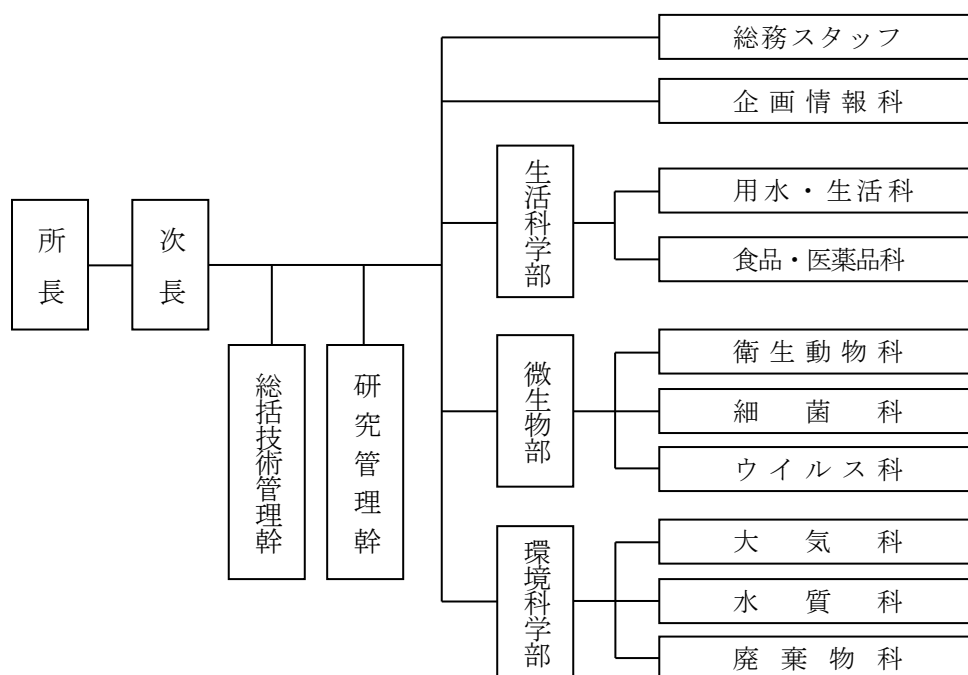 所長
次長
総括技術管理幹
研究管理幹
総務スタッフ
企画情報科
生活科学部
用水・生活科
食品・医薬品科
微生物部
衛生動物科
細菌科
ウイルス科
環境科学部
大気科
水質科
廃棄物科